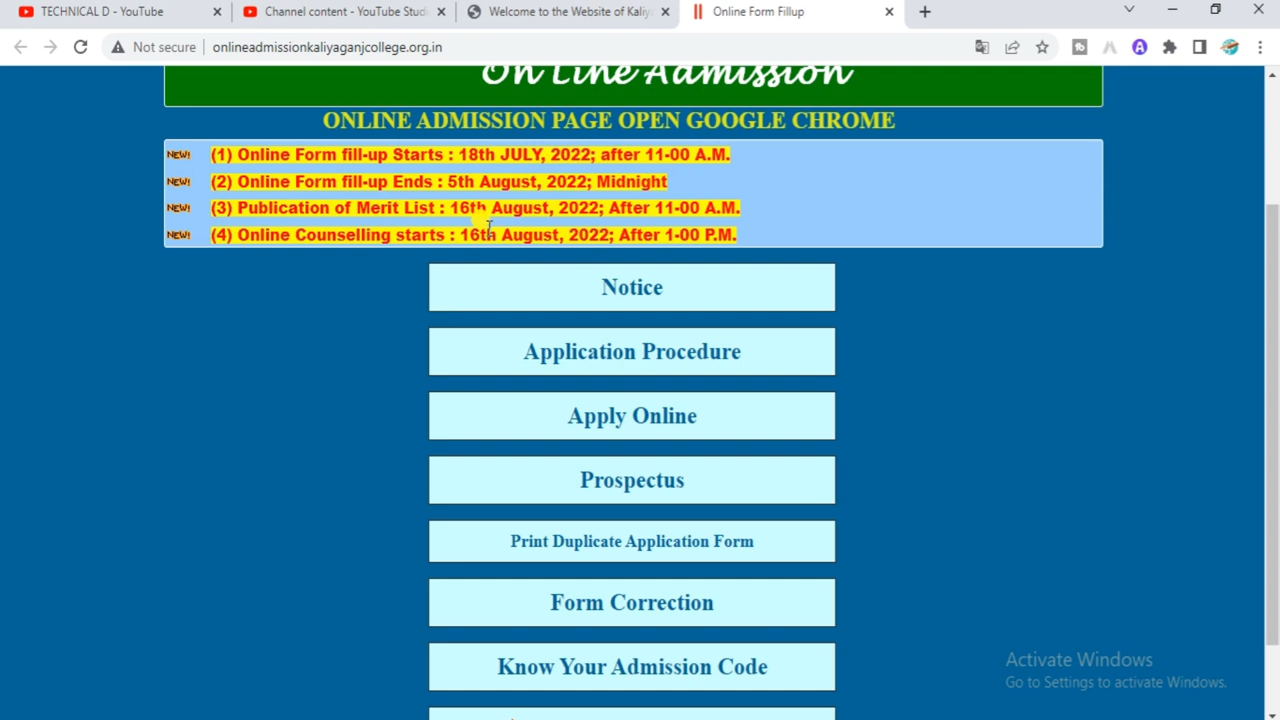 TECHNICAL D - YouTube
Channel content - YouTube Stud
Welcome to the Website of Kaliy
Online Form Fillup
Not secure
onlineadmissionkaliyaganjcollege.org.in
On Line Admission
ONLINE ADMISSION PAGE OPEN GOOGLE CHROME
NEW! (1) Online Form fill-up Starts : 18th JULY, 2022; after 11-00 A.M.
NEW! (2) Online Form fill-up Ends : 5th August, 2022; Midnight
NEW! (3) Publication of Merit List : 16th August, 2022; After 11-00 A.M.
NEW! (4) Online Counselling starts : 16th August, 2022; After 1-00 P.M.
Notice
Application Procedure
Apply Online
Prospectus
Print Duplicate Application Form
Form Correction
Know Your Admission Code
Activate Windows
Go to Settings to activate Windows.